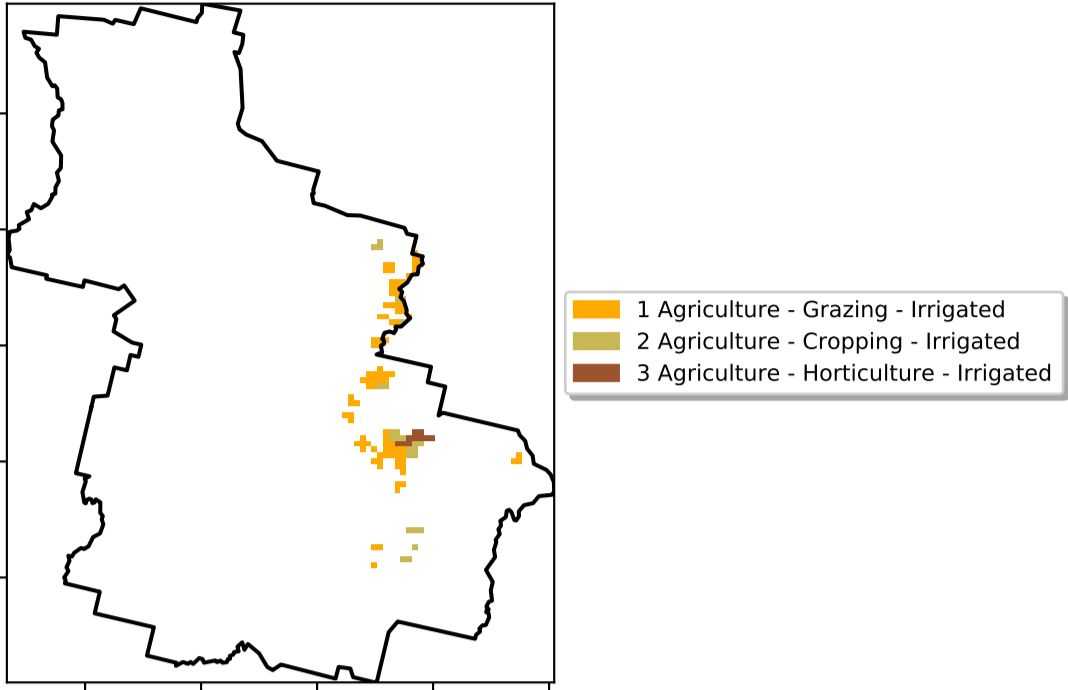 1 Agriculture - Grazing - Irrigated
2 Agriculture - Cropping - Irrigated
3 Agriculture - Horticulture - Irrigated